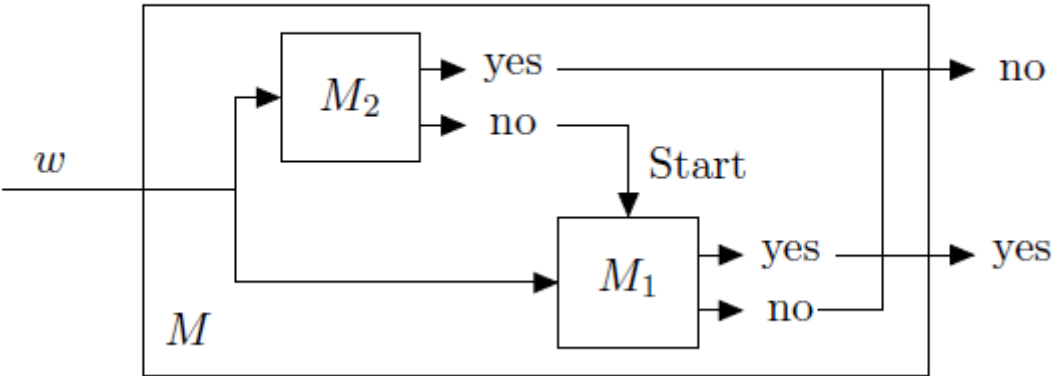 yes
no
M₂
no
w
Start
yes
yes
M₁
no
M